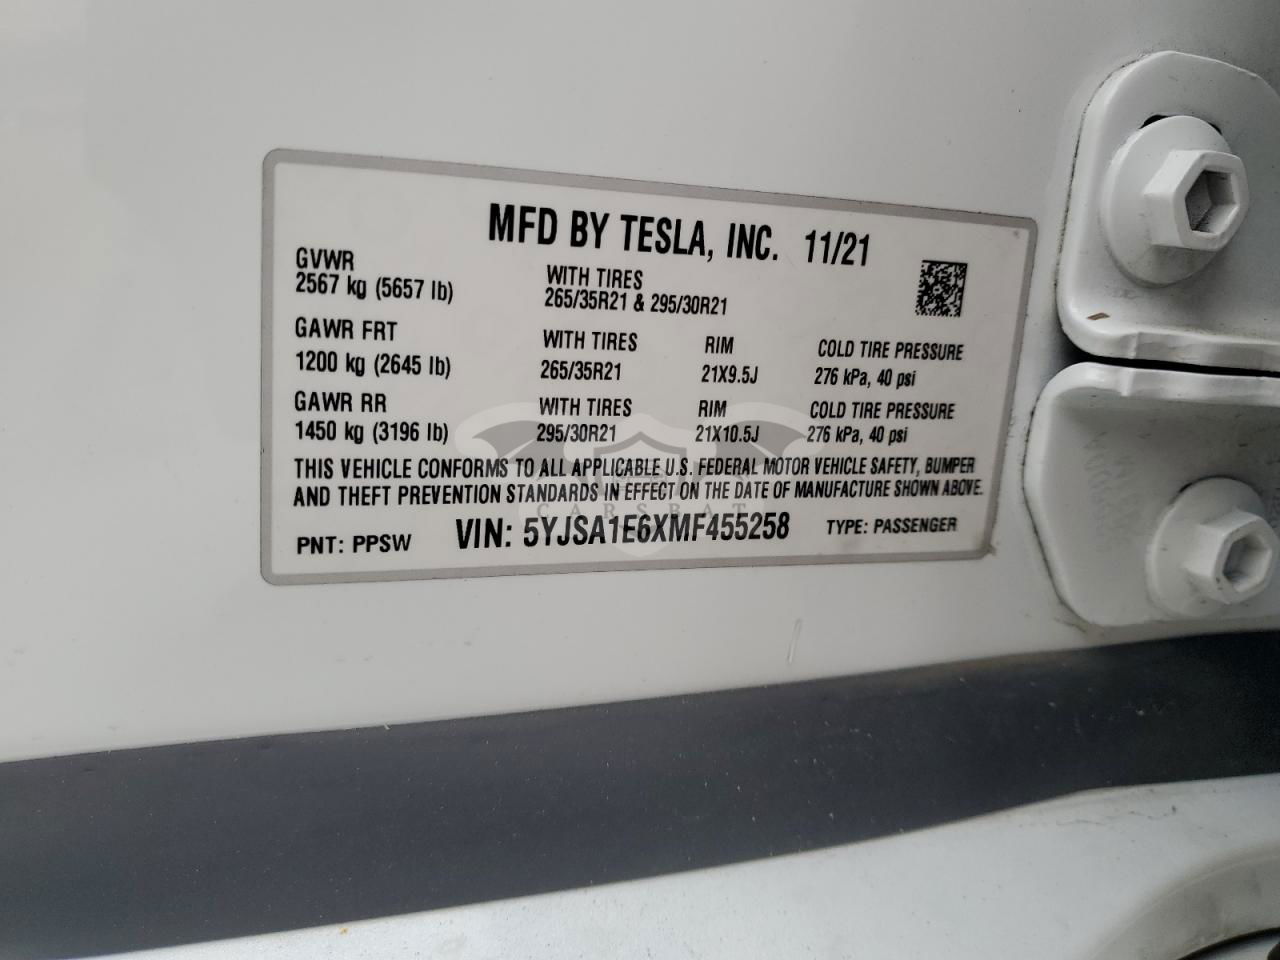 MFD BY TESLA, INC. 11/21
GVWR
2567 kg (5657 lb)
WITH TIRES
265/35R21 & 295/30R21
GAWR FRT
1200 kg (2645 lb)
WITH TIRES
265/35R21
RIM
21X9.5J
COLD TIRE PRESSURE
276 kPa, 40 psi
GAWR RR
1450 kg (3196 lb)
WITH TIRES
295/30R21
RIM
21X10.5J
COLD TIRE PRESSURE
276 kPa, 40 psi
THIS VEHICLE CONFORMS TO ALL APPLICABLE U.S. FEDERAL MOTOR VEHICLE SAFETY, BUMPER
AND THEFT PREVENTION STANDARDS IN EFFECT ON THE DATE OF MANUFACTURE SHOWN ABOVE.
CARSBAT
PNT: PPSW VIN: 5YJSA1E6XMF455258 TYPE: PASSENGER